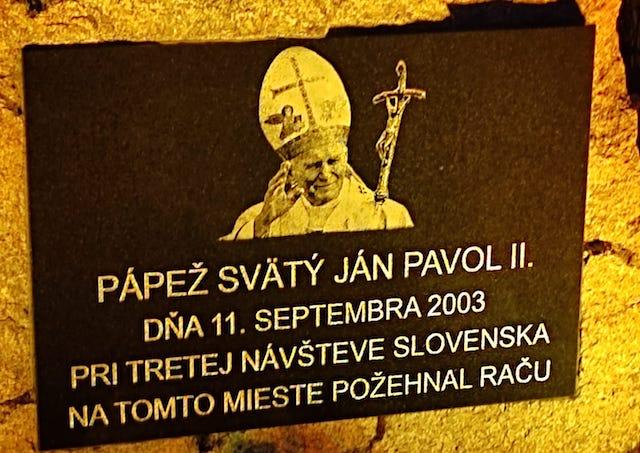 PÁPEŽ SVÄTÝ JÁN PAVOL II.
DŇA 11. SEPTEMBRA 2003
PRI TRETEJ NÁVŠTEVE SLOVENSKA
NA TOMTO MIESTE POŽEHNAL RAČU